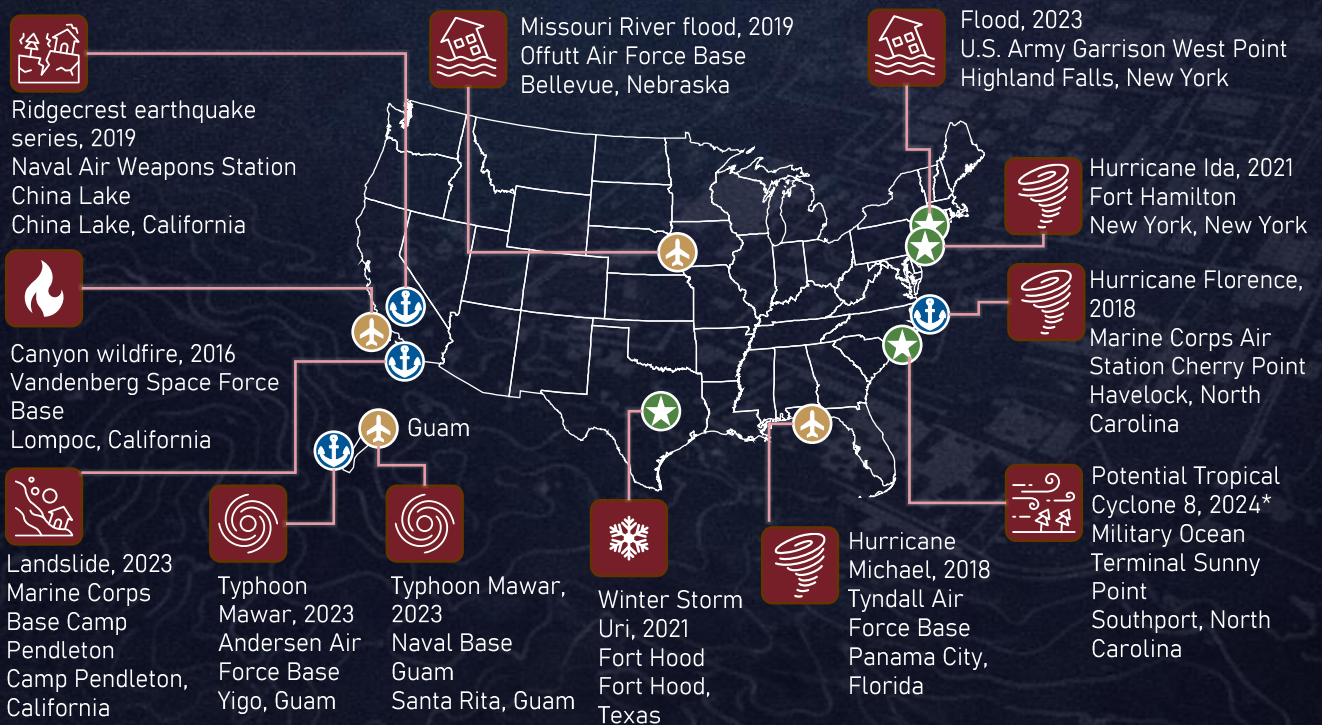 Ridgecrest earthquake
series, 2019
Naval Air Weapons Station
China Lake
China Lake, California
Missouri River flood, 2019
Offutt Air Force Base
Bellevue, Nebraska
Flood, 2023
U.S. Army Garrison West Point
Highland Falls, New York
Hurricane Ida, 2021
Fort Hamilton
New York, New York
Hurricane Florence,
2018
Marine Corps Air
Station Cherry Point
Havelock, North
Carolina
Canyon wildfire, 2016
Vandenberg Space Force
Base
Lompoc, California
Guam
Landslide, 2023
Marine Corps
Base Camp
Pendleton
Camp Pendleton,
California
Typhoon
Mawar, 2023
Andersen Air
Force Base
Yigo, Guam
Typhoon Mawar,
2023
Naval Base
Guam
Santa Rita, Guam
Winter Storm
Uri, 2021
Fort Hood
Fort Hood,
Texas
Hurricane
Michael, 2018
Tyndall Air
Force Base
Panama City,
Florida
Potential Tropical
Cyclone 8, 2024*
Military Ocean
Terminal Sunny
Point
Southport, North
Carolina